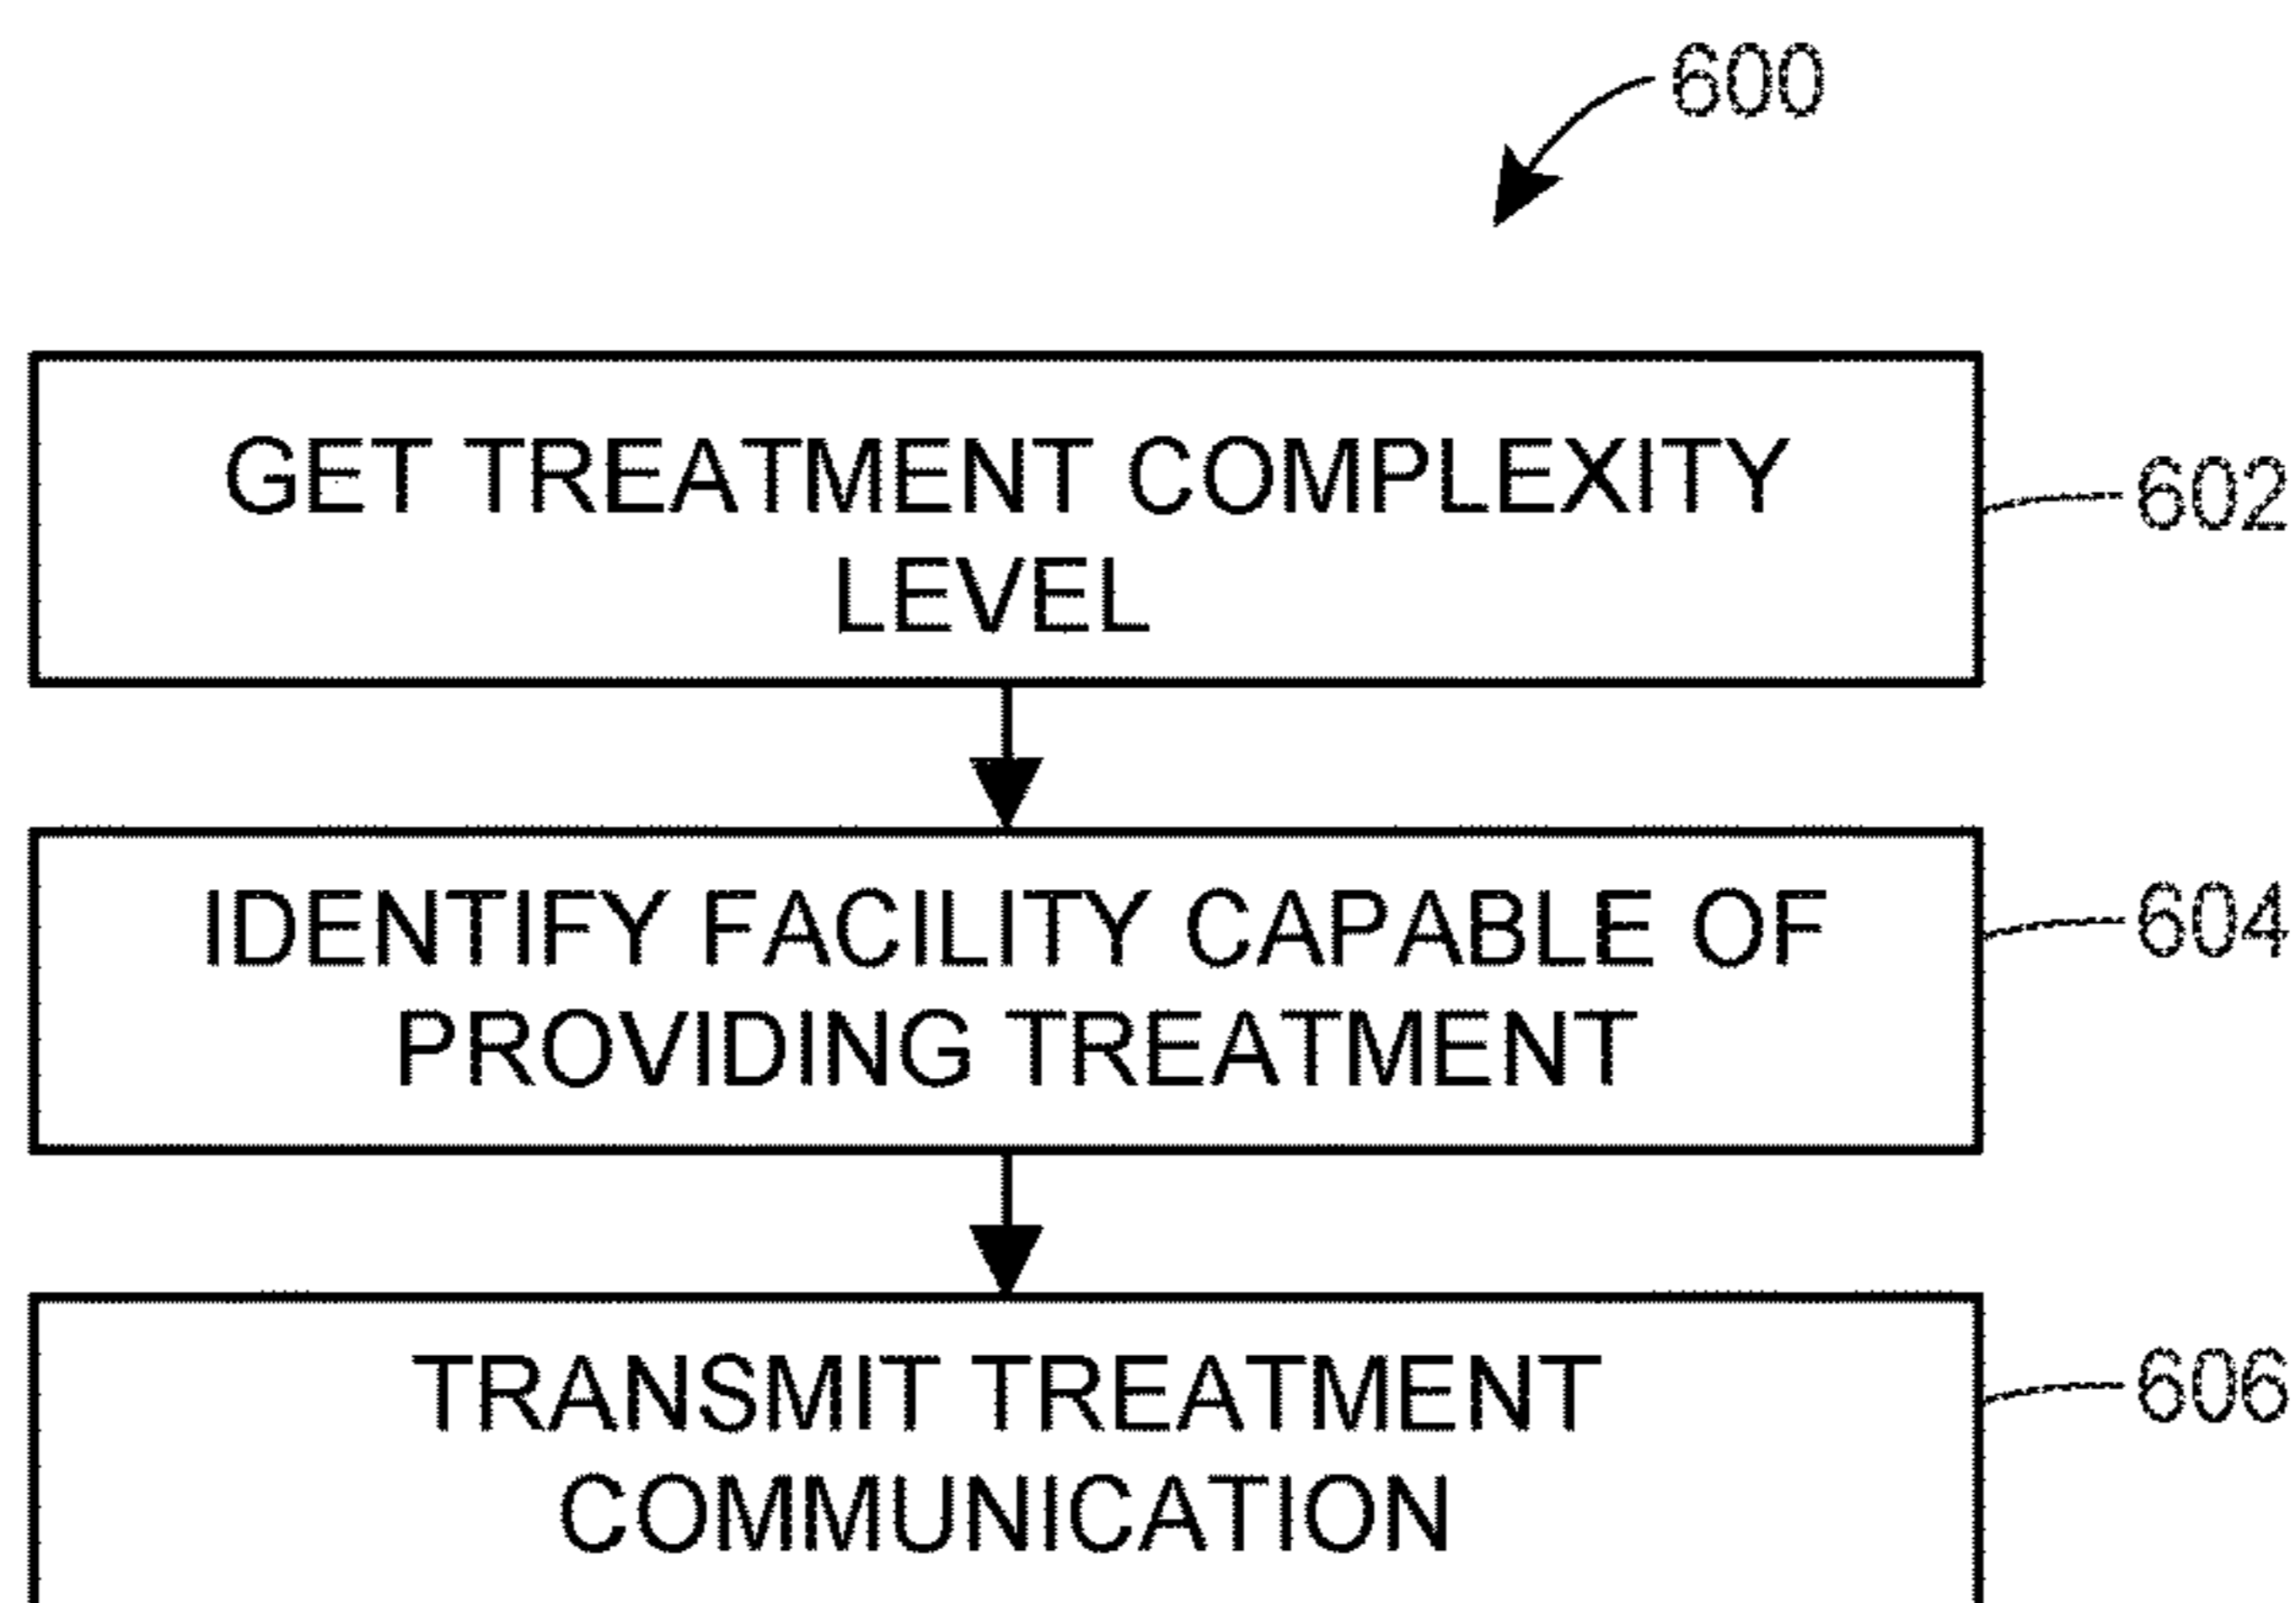 600
GET TREATMENT COMPLEXITY
LEVEL
602
IDENTIFY FACILITY CAPABLE OF
PROVIDING TREATMENT
604
TRANSMIT TREATMENT
COMMUNICATION
606